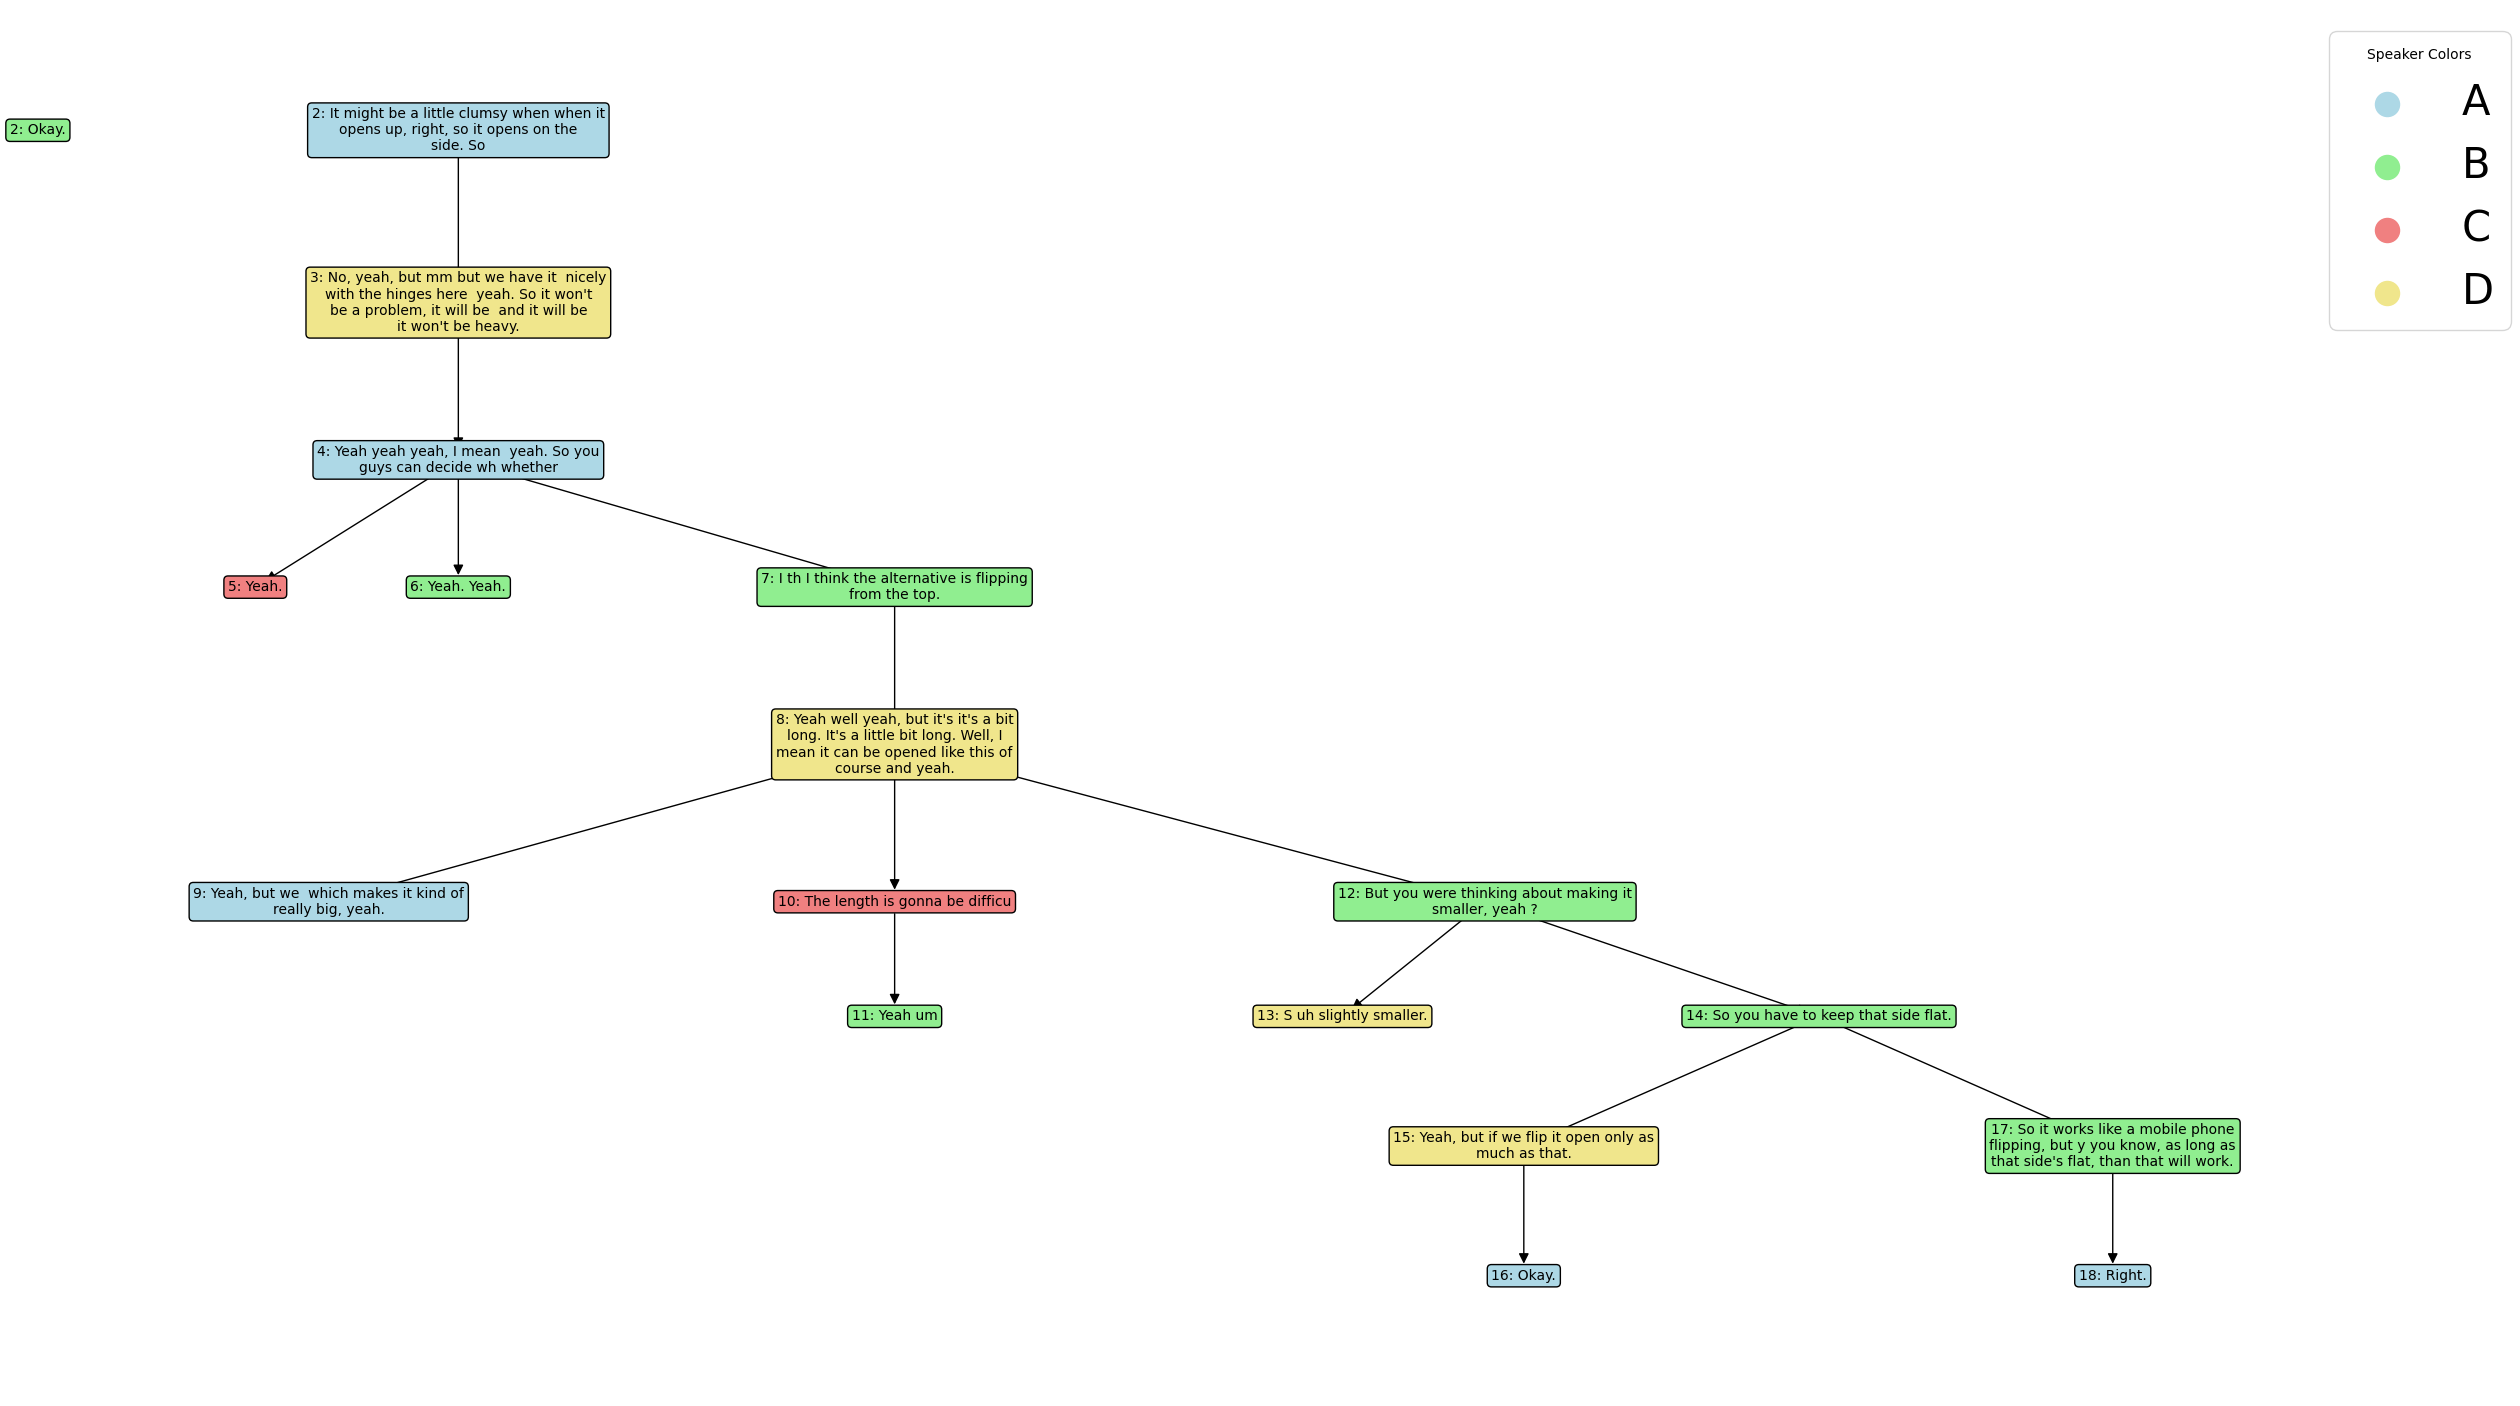 Speaker Colors
A
B
C
D
2: Okay.
2: It might be a little clumsy when when it
opens up, right, so it opens on the
side. So
3: No, yeah, but mm but we have it  nicely
with the hinges here  yeah. So it won't
be a problem, it will be  and it will be
it won't be heavy.
4: Yeah yeah yeah, I mean  yeah. So you
guys can decide wh whether
5: Yeah.
6: Yeah. Yeah.
7: I th I think the alternative is flipping
from the top.
8: Yeah well yeah, but it's it's a bit
long. It's a little bit long. Well, I
mean it can be opened like this of
course and yeah.
9: Yeah, but we  which makes it kind of
really big, yeah.
10: The length is gonna be difficu
12: But you were thinking about making it
smaller, yeah ?
11: Yeah um
13: S uh slightly smaller.
14: So you have to keep that side flat.
15: Yeah, but if we flip it open only as
much as that.
17: So it works like a mobile phone
flipping, but y you know, as long as
that side's flat, than that will work.
16: Okay.
18: Right.